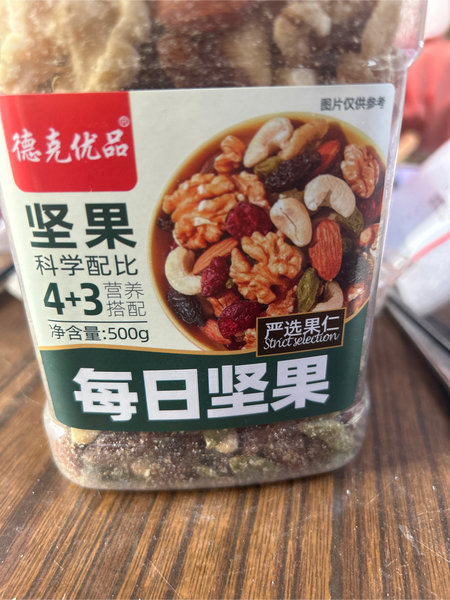 图片仅供参考
德克优品®
坚果
科学配比
4+3营养搭配
净含量:500g
严选果仁
Strict selection
每日坚果